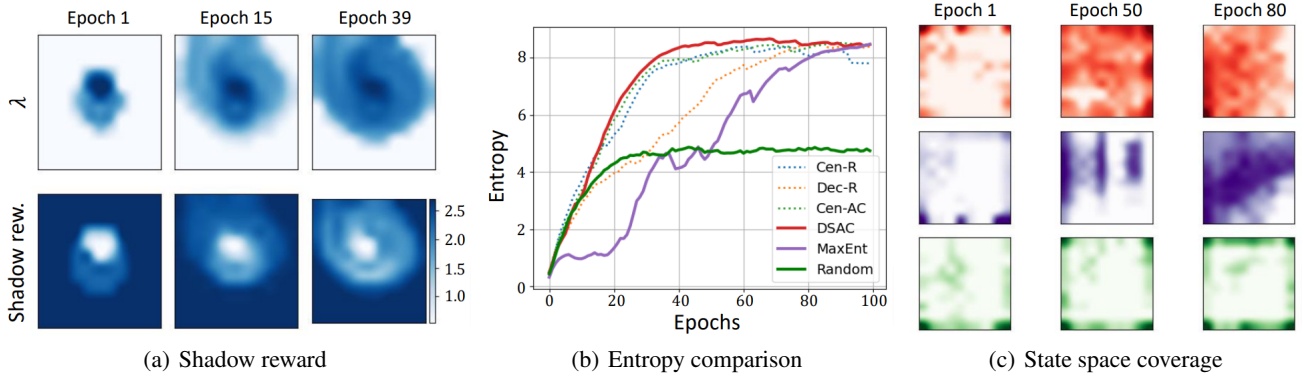 Epoch 1 Epoch 15 Epoch 39
λ
Shadow rew.
2.5
2.0
1.5
1.0
(a) Shadow reward
Entropy
8
6
4
2
0
0 20 40 60 80 100
Epochs
Cen-R
Dec-R
Cen-AC
DSAC
MaxEnt
Random
(b) Entropy comparison
Epoch 1 Epoch 50 Epoch 80
(c) State space coverage